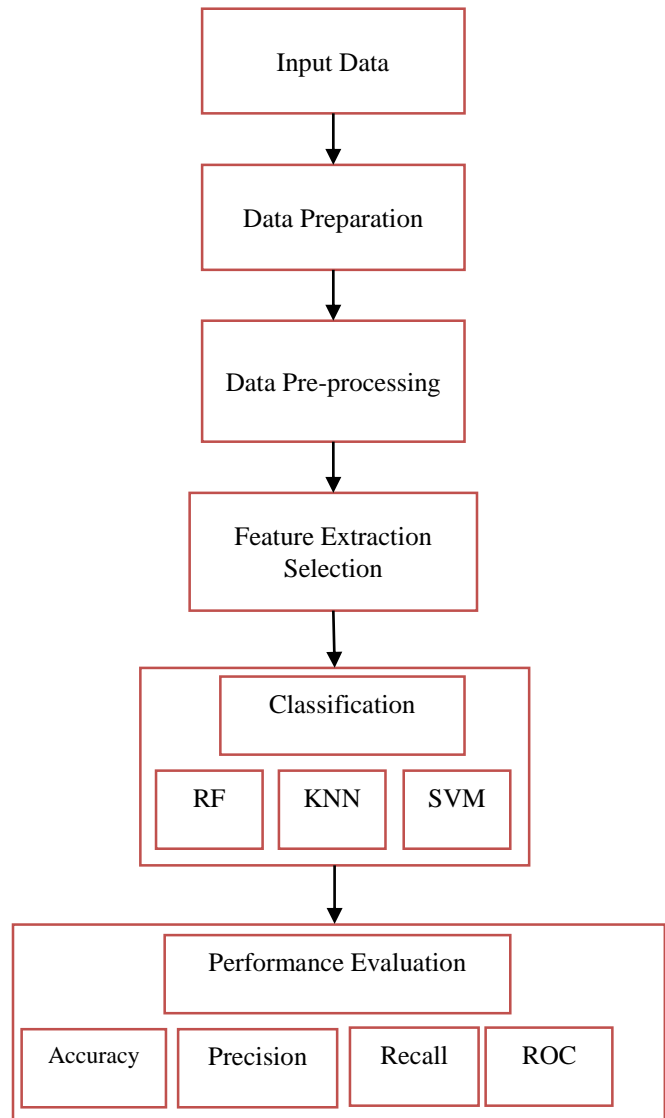 Input Data
Data Preparation
Data Pre-processing
Feature Extraction
Selection
Classification
RF
KNN
SVM
Performance Evaluation
Accuracy
Precision
Recall
ROC